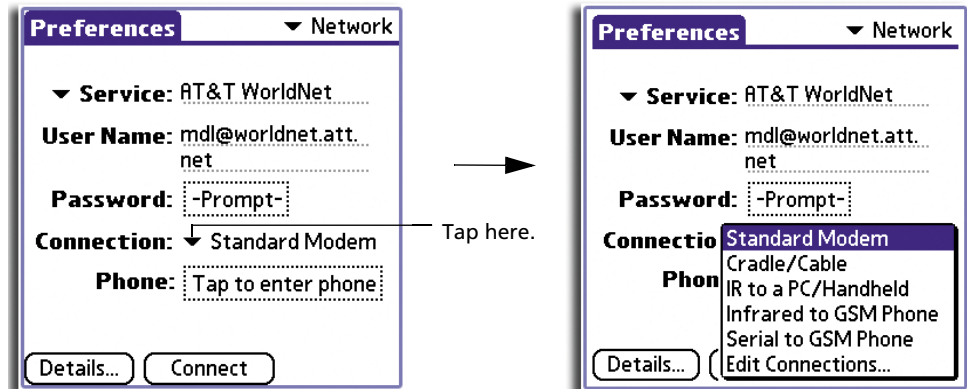 Preferences
Network
Service: AT&T WorldNet
User Name: mdl@worldnet.att.
net
Password: -Prompt-
Connection: Standard Modem
Phone: Tap to enter phone
Details... Connect
Tap here.
Preferences
Network
Service: AT&T WorldNet
User Name: mdl@worldnet.att.
net
Password: -Prompt-
Connectio
Standard Modem
Cradle/Cable
Phon
IR to a PC/Handheld
Infrared to GSM Phone
Serial to GSM Phone
Details...
Edit Connections...